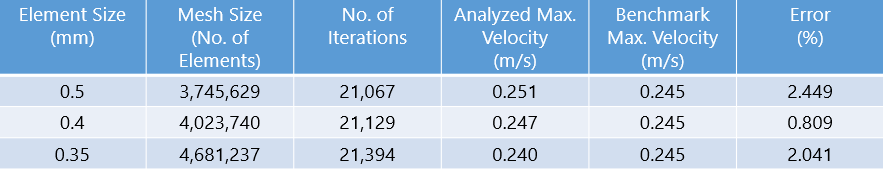 Element Size (mm) Mesh Size (No. of Elements) No. of Iterations Analyzed Max. Velocity (m/s) Benchmark Max. Velocity (m/s) Error (%)
0.5 3,745,629 21,067 0.251 0.245 2.449
0.4 4,023,740 21,129 0.247 0.245 0.809
0.35 4,681,237 21,394 0.240 0.245 2.041